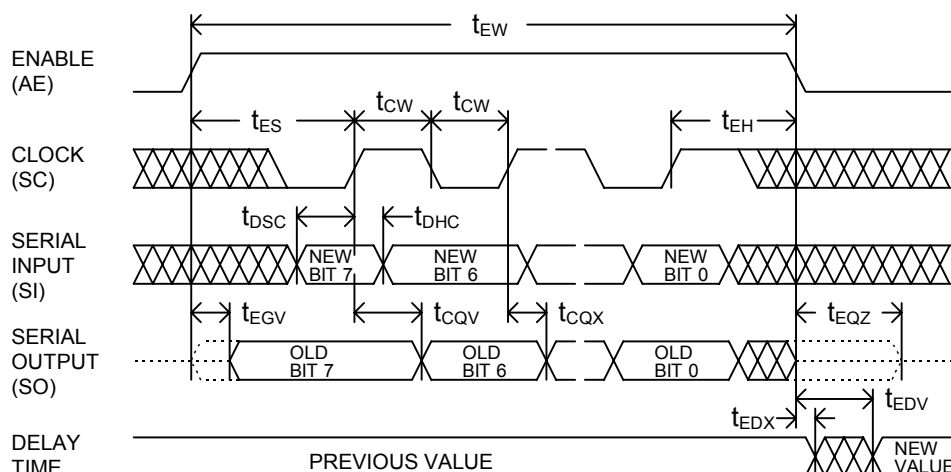 tEW
ENABLE
(AE)
tES
tCW
tCW
tEH
CLOCK
(SC)
tDSC
tDHC
SERIAL
INPUT
(SI)
NEW
BIT 7
NEW
BIT 6
NEW
BIT 0
tEGV
tCQV
tCQX
tEQZ
SERIAL
OUTPUT
(SO)
OLD
BIT 7
OLD
BIT 6
OLD
BIT 0
tEDX
tEDV
DELAY
TIME
PREVIOUS VALUE
NEW
VALUE